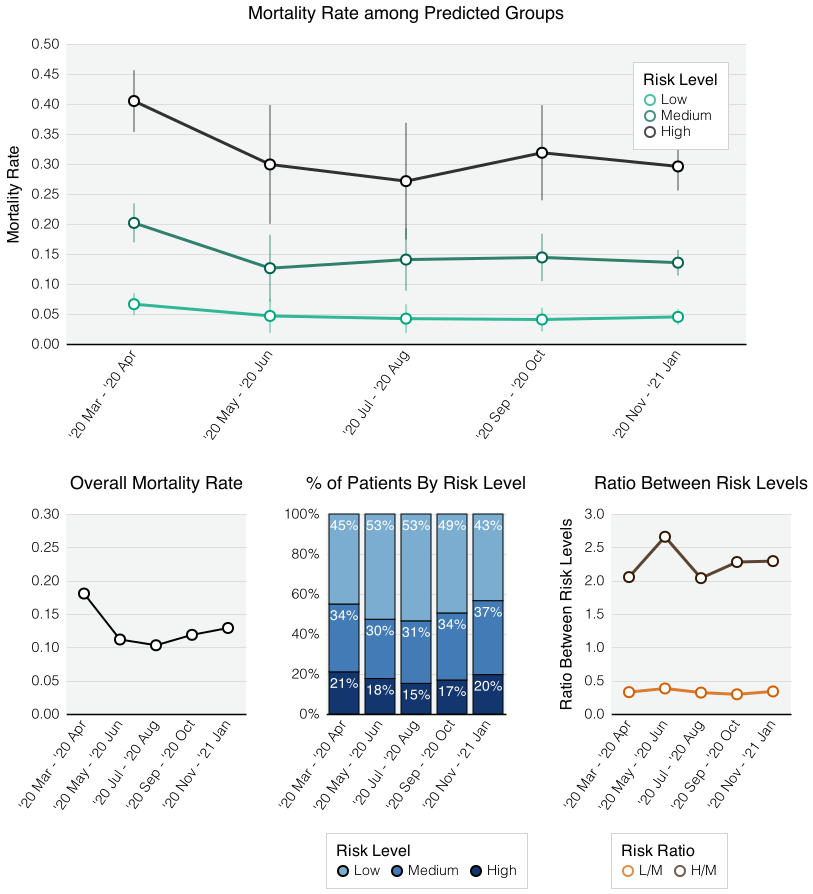 Mortality Rate among Predicted Groups
Mortality Rate
0.50
0.45
0.40
0.35
0.30
0.25
0.20
0.15
0.10
0.05
0.00
Risk Level
Low
Medium
High
'20 Mar - '20 Apr
'20 May - '20 Jun
'20 Jul - '20 Aug
'20 Sep - '20 Oct
'20 Nov - '21 Jan
Overall Mortality Rate
0.30
0.25
0.20
0.15
0.10
0.05
0.00
'20 Mar - '20 Apr
'20 May - '20 Jun
'20 Jul - '20 Aug
'20 Sep - '20 Oct
'20 Nov - '21 Jan
% of Patients By Risk Level
100%
80%
60%
40%
20%
0%
45% 53% 53% 49% 43%
34% 30% 31% 34% 37%
21% 18% 15% 17% 20%
'20 Mar - '20 Apr
'20 May - '20 Jun
'20 Jul - '20 Aug
'20 Sep - '20 Oct
'20 Nov - '21 Jan
Risk Level
Low Medium High
Ratio Between Risk Levels
Ratio Between Risk Levels
3.0
2.5
2.0
1.5
1.0
0.5
0.0
'20 Mar - '20 Apr
'20 May - '20 Jun
'20 Jul - '20 Aug
'20 Sep - '20 Oct
'20 Nov - '21 Jan
Risk Ratio
L/M H/M